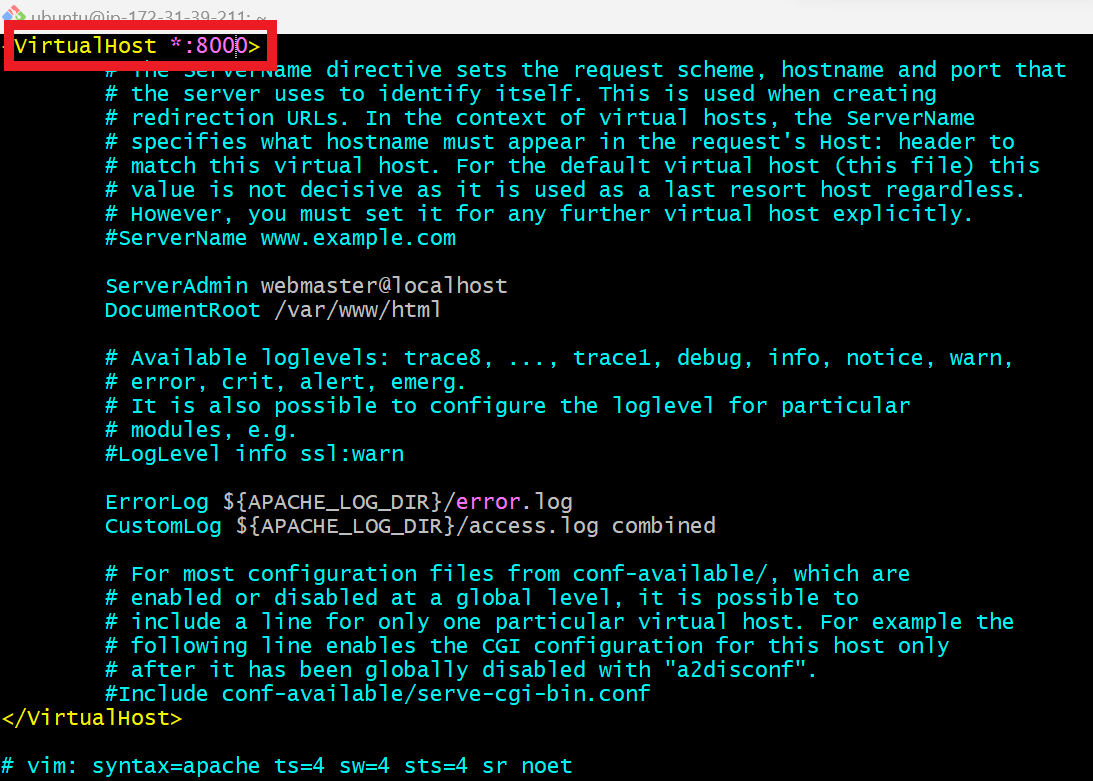 ubuntu@ip-172-31-39-211: ~
<VirtualHost *:8000>
# The ServerName directive sets the request scheme, hostname and port that
# the server uses to identify itself. This is used when creating
# redirection URLs. In the context of virtual hosts, the ServerName
# specifies what hostname must appear in the request's Host: header to
# match this virtual host. For the default virtual host (this file) this
# value is not decisive as it is used as a last resort host regardless.
# However, you must set it for any further virtual host explicitly.
#ServerName www.example.com
ServerAdmin webmaster@localhost
DocumentRoot /var/www/html
# Available loglevels: trace8, ..., trace1, debug, info, notice, warn,
# error, crit, alert, emerg.
# It is also possible to configure the loglevel for particular
# modules, e.g.
#LogLevel info ssl:warn
ErrorLog ${APACHE_LOG_DIR}/error.log
CustomLog ${APACHE_LOG_DIR}/access.log combined
# For most configuration files from conf-available/, which are
# enabled or disabled at a global level, it is possible to
# include a line for only one particular virtual host. For example the
# following line enables the CGI configuration for this host only
# after it has been globally disabled with "a2disconf".
#Include conf-available/serve-cgi-bin.conf
</VirtualHost>
# vim: syntax=apache ts=4 sw=4 sts=4 sr noet